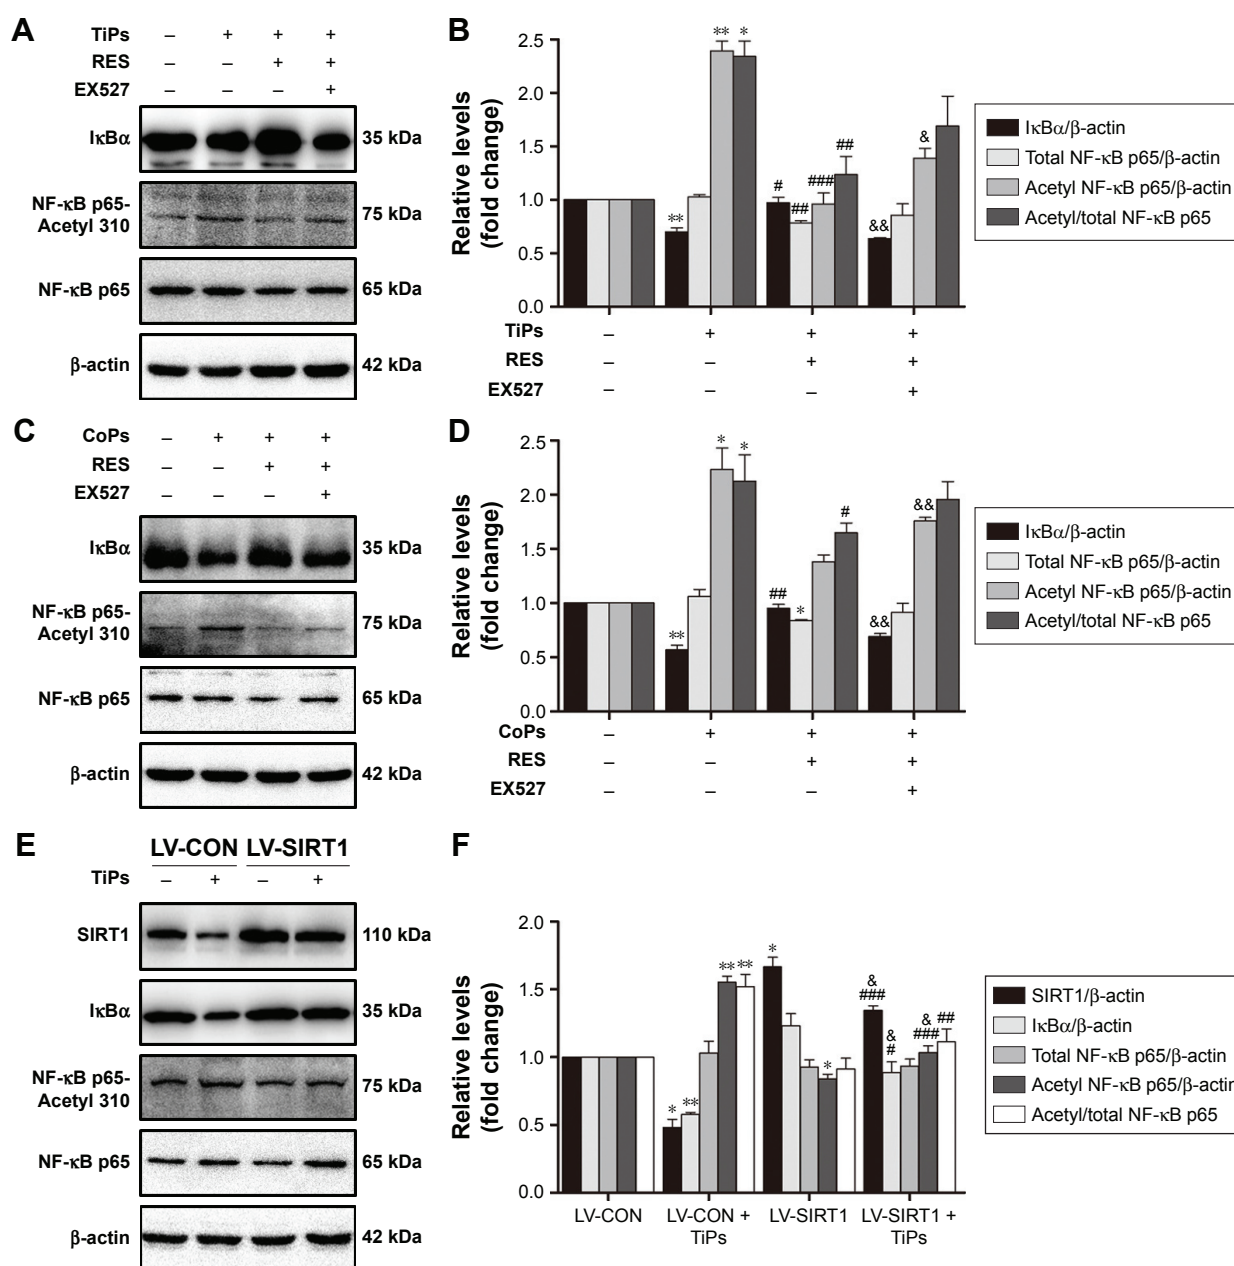 A
TiPs – + + +
RES – – + +
EX527 – – – +
IκBα 35 kDa
NF-κB p65-
Acetyl 310 75 kDa
NF-κB p65 65 kDa
β-actin 42 kDa
B
Relative levels
(fold change)
2.5
2.0
1.5
1.0
0.5
0.0
** ** *
# ## ### ##
&& &
TiPs – + + +
RES – – + +
EX527 – – – +
IκBα/β-actin
Total NF-κB p65/β-actin
Acetyl NF-κB p65/β-actin
Acetyl/total NF-κB p65
C
CoPs – + + +
RES – – + +
EX527 – – – +
IκBα 35 kDa
NF-κB p65-
Acetyl 310 75 kDa
NF-κB p65 65 kDa
β-actin 42 kDa
D
Relative levels
(fold change)
2.5
2.0
1.5
1.0
0.5
0.0
** * *
## * #
&& &&
CoPs – + + +
RES – – + +
EX527 – – – +
IκBα/β-actin
Total NF-κB p65/β-actin
Acetyl NF-κB p65/β-actin
Acetyl/total NF-κB p65
E
LV-CON LV-SIRT1
TiPs – + – +
SIRT1 110 kDa
IκBα 35 kDa
NF-κB p65-
Acetyl 310 75 kDa
NF-κB p65 65 kDa
β-actin 42 kDa
F
Relative levels
(fold change)
2.0
1.5
1.0
0.5
0.0
* ** ** **
* *
& & &
### # ### ##
LV-CON LV-CON + LV-SIRT1 LV-SIRT1 +
TiPs TiPs
SIRT1/β-actin
IκBα/β-actin
Total NF-κB p65/β-actin
Acetyl NF-κB p65/β-actin
Acetyl/total NF-κB p65